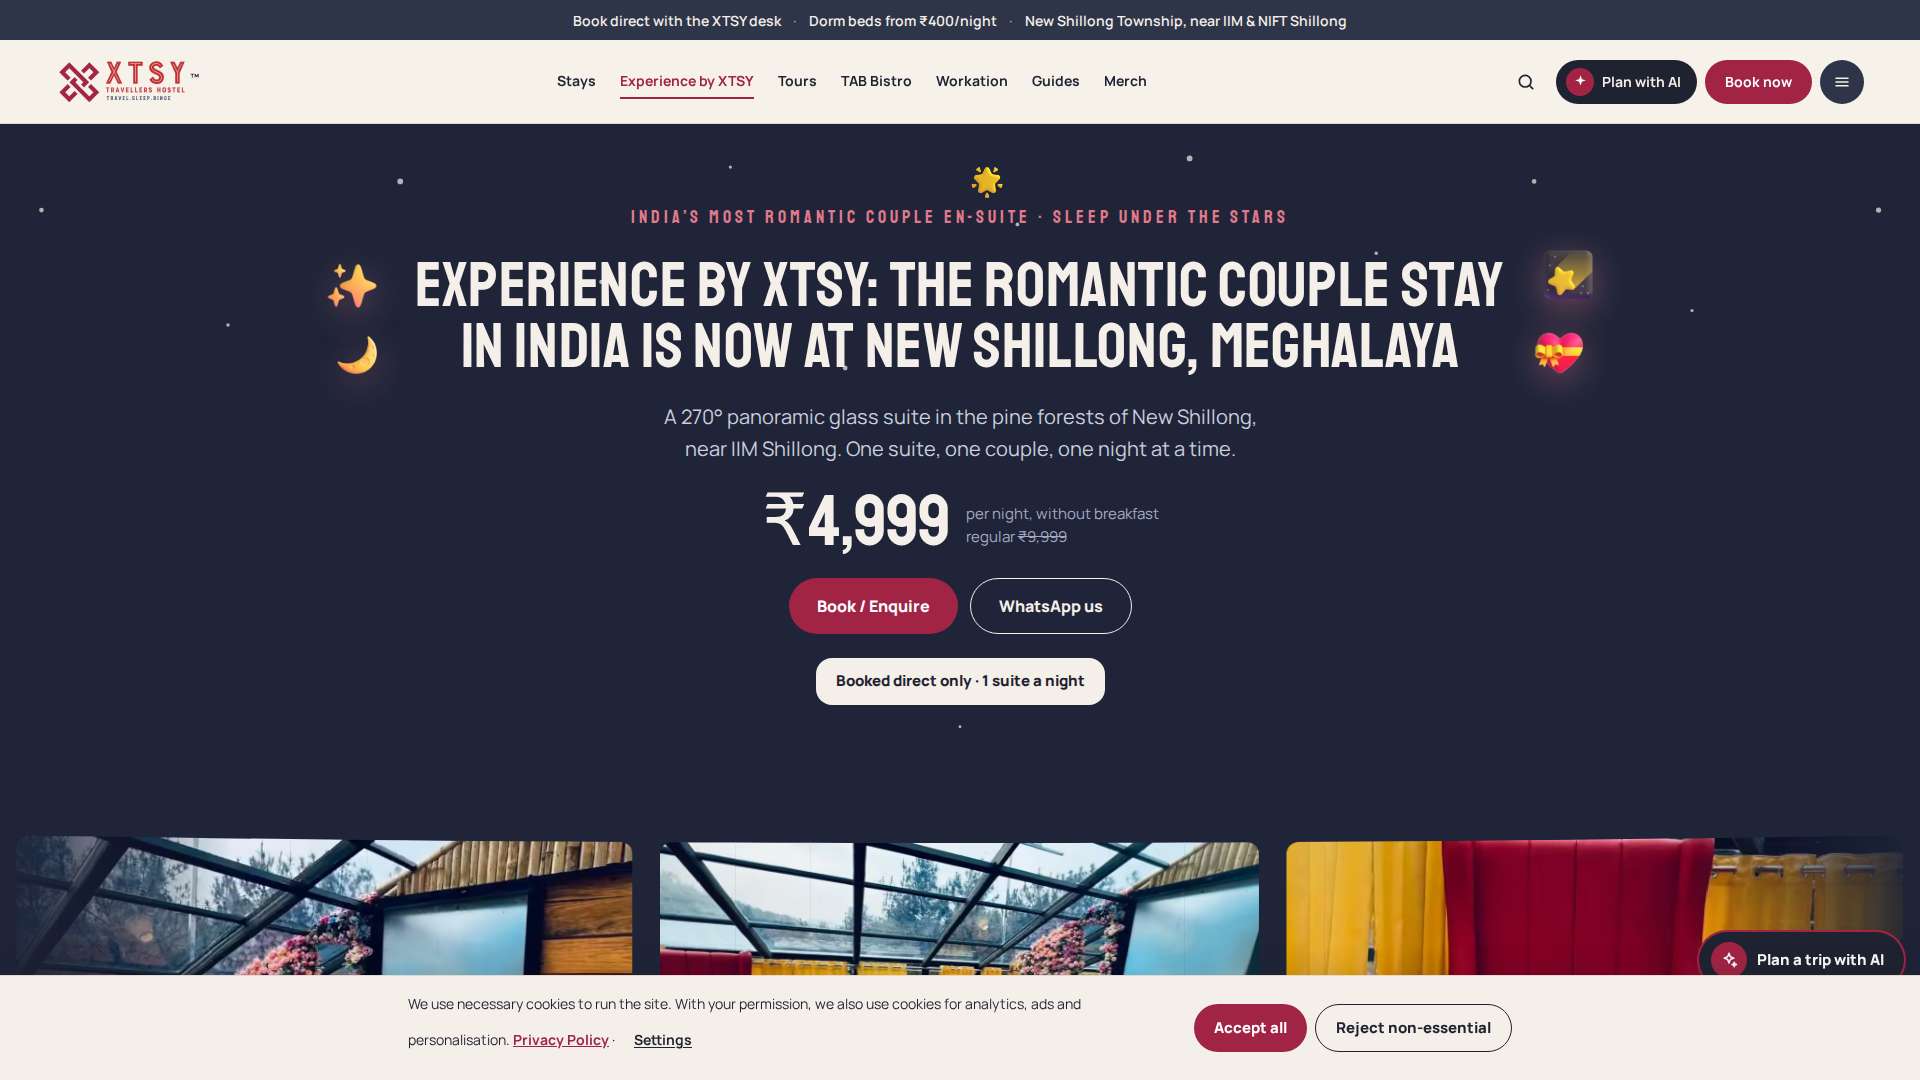 Book direct with the XTSY desk · Dorm beds from ₹400/night · New Shillong Township, near IIM & NIFT Shillong
XTSY ™
TRAVELLERS HOSTEL
TRAVEL.SLEEP.BINGE
Stays Experience by XTSY Tours TAB Bistro Workation Guides Merch
Plan with AI
Book now
INDIA'S MOST ROMANTIC COUPLE EN-SUITE · SLEEP UNDER THE STARS
EXPERIENCE BY XTSY: THE ROMANTIC COUPLE STAY
IN INDIA IS NOW AT NEW SHILLONG, MEGHALAYA
A 270° panoramic glass suite in the pine forests of New Shillong,
near IIM Shillong. One suite, one couple, one night at a time.
₹4,999
per night, without breakfast
regular ₹9,999
Book / Enquire
WhatsApp us
Booked direct only · 1 suite a night
Plan a trip with AI
We use necessary cookies to run the site. With your permission, we also use cookies for analytics, ads and
personalisation. Privacy Policy · Settings
Accept all
Reject non-essential